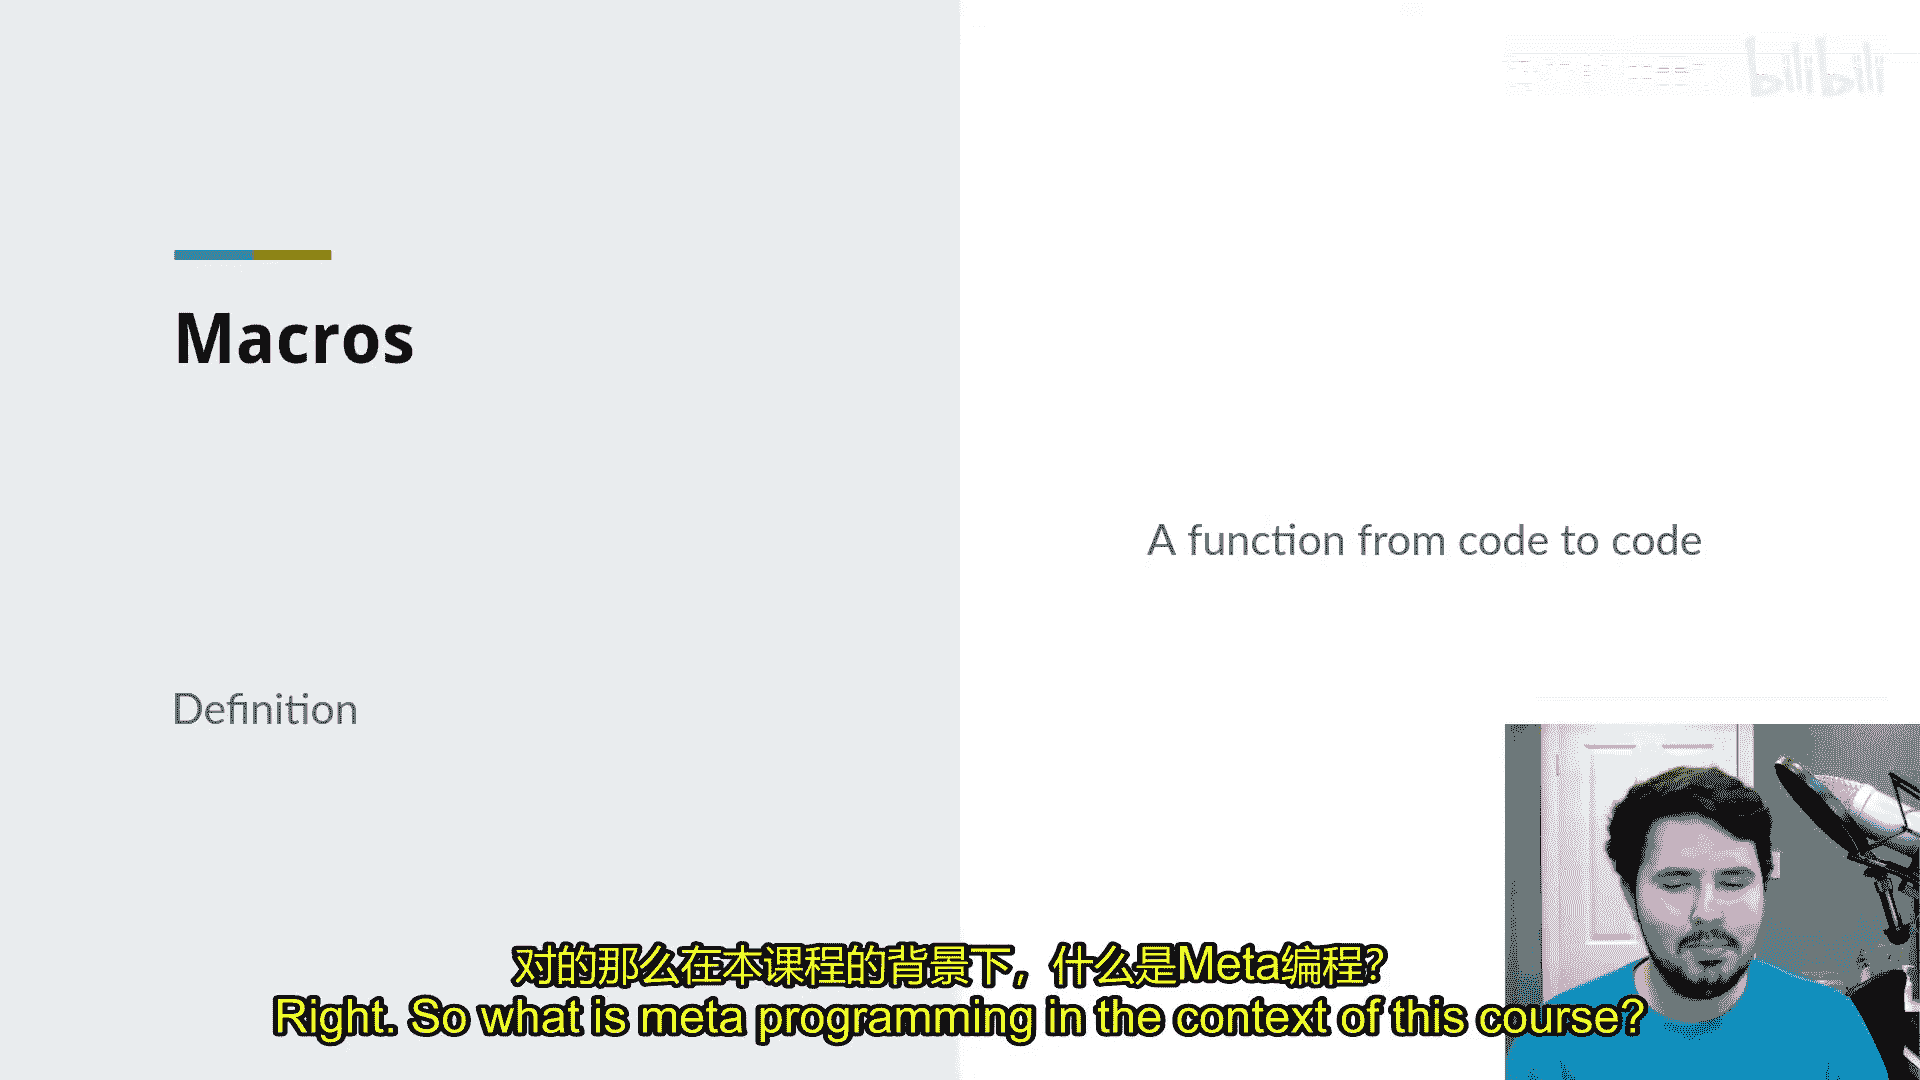 bilibili
Macros
A function from code to code
Definition
对的那么在本课程的背景下，什么是Meta编程？
Right. So what is meta programming in the context of this course?